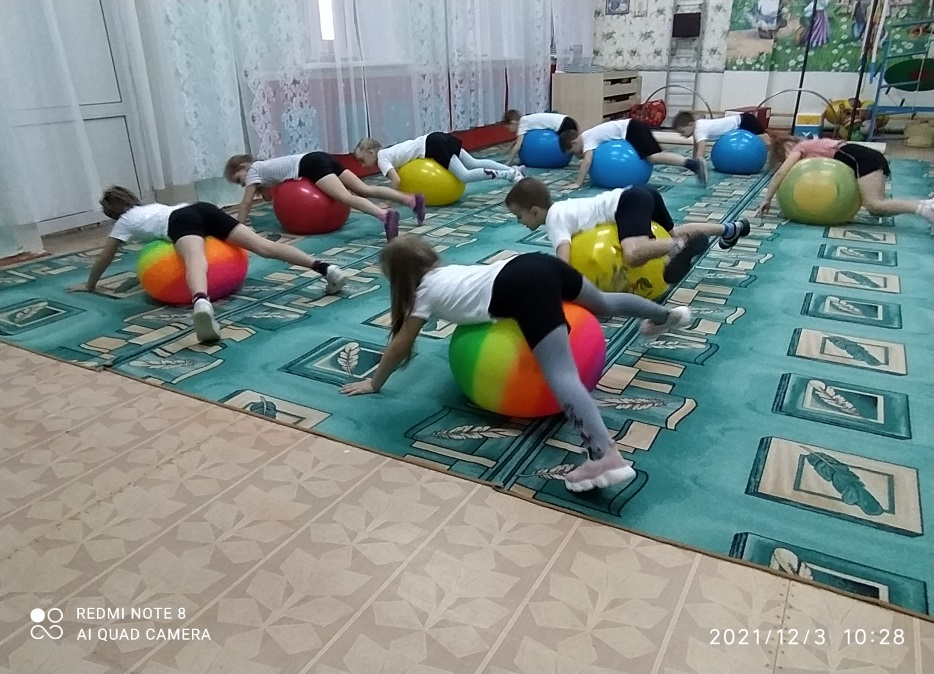 REDMI NOTE 8
AI QUAD CAMERA
2021/12/3 10:28